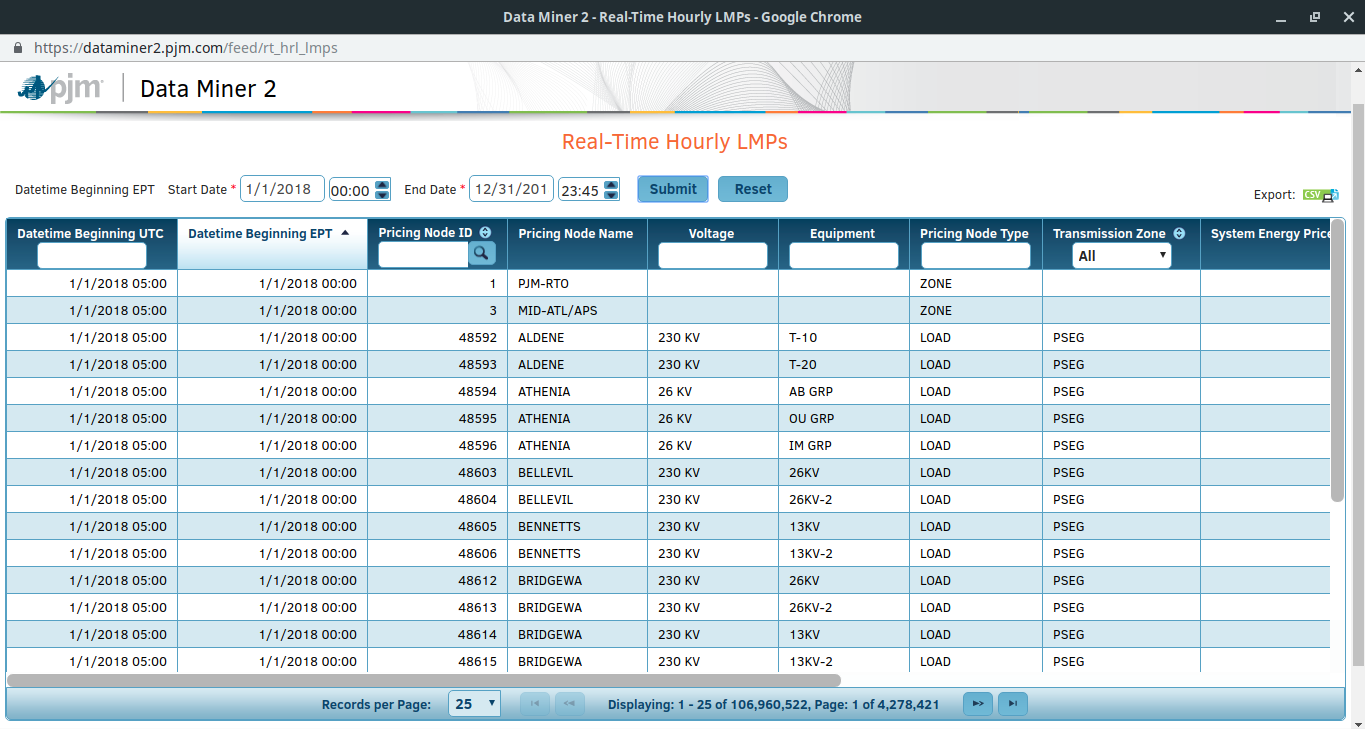 Data Miner 2 - Real-Time Hourly LMPs - Google Chrome
https://dataminer2.pjm.com/feed/rt_hrl_lmps
pjm Data Miner 2
Real-Time Hourly LMPs
Datetime Beginning EPT Start Date * 1/1/2018 00:00 End Date * 12/31/201 23:45 Submit Reset
Export: CSV
Datetime Beginning UTC Datetime Beginning EPT Pricing Node ID Pricing Node Name Voltage Equipment Pricing Node Type Transmission Zone System Energy Price
All
1/1/2018 05:00 1/1/2018 00:00 1 PJM-RTO ZONE
1/1/2018 05:00 1/1/2018 00:00 3 MID-ATL/APS ZONE
1/1/2018 05:00 1/1/2018 00:00 48592 ALDENE 230 KV T-10 LOAD PSEG
1/1/2018 05:00 1/1/2018 00:00 48593 ALDENE 230 KV T-20 LOAD PSEG
1/1/2018 05:00 1/1/2018 00:00 48594 ATHENIA 26 KV AB GRP LOAD PSEG
1/1/2018 05:00 1/1/2018 00:00 48595 ATHENIA 26 KV OU GRP LOAD PSEG
1/1/2018 05:00 1/1/2018 00:00 48596 ATHENIA 26 KV IM GRP LOAD PSEG
1/1/2018 05:00 1/1/2018 00:00 48603 BELLEVIL 230 KV 26KV LOAD PSEG
1/1/2018 05:00 1/1/2018 00:00 48604 BELLEVIL 230 KV 26KV-2 LOAD PSEG
1/1/2018 05:00 1/1/2018 00:00 48605 BENNETTS 230 KV 13KV LOAD PSEG
1/1/2018 05:00 1/1/2018 00:00 48606 BENNETTS 230 KV 13KV-2 LOAD PSEG
1/1/2018 05:00 1/1/2018 00:00 48612 BRIDGEWA 230 KV 26KV LOAD PSEG
1/1/2018 05:00 1/1/2018 00:00 48613 BRIDGEWA 230 KV 26KV-2 LOAD PSEG
1/1/2018 05:00 1/1/2018 00:00 48614 BRIDGEWA 230 KV 13KV LOAD PSEG
1/1/2018 05:00 1/1/2018 00:00 48615 BRIDGEWA 230 KV 13KV-2 LOAD PSEG
Records per Page: 25 Displaying: 1 - 25 of 106,960,522, Page: 1 of 4,278,421